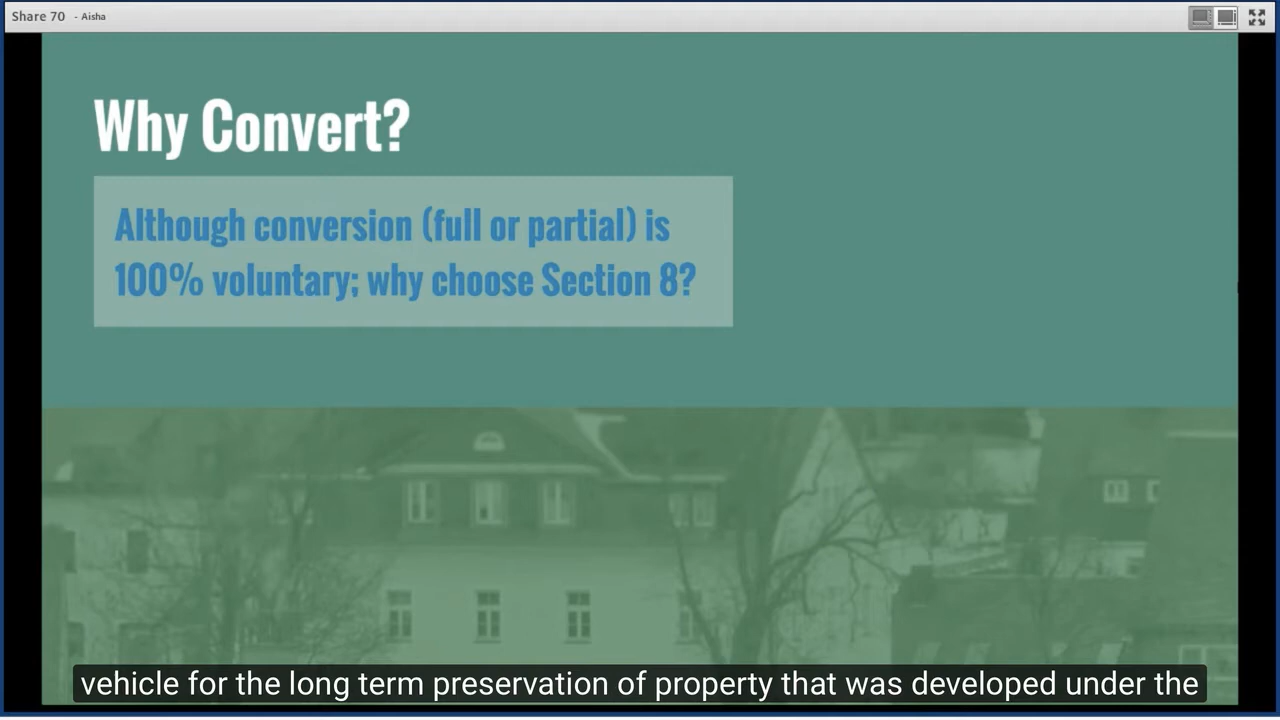 Share 70 - Aisha
Why Convert?
Although conversion (full or partial) is
100% voluntary; why choose Section 8?
vehicle for the long term preservation of property that was developed under the